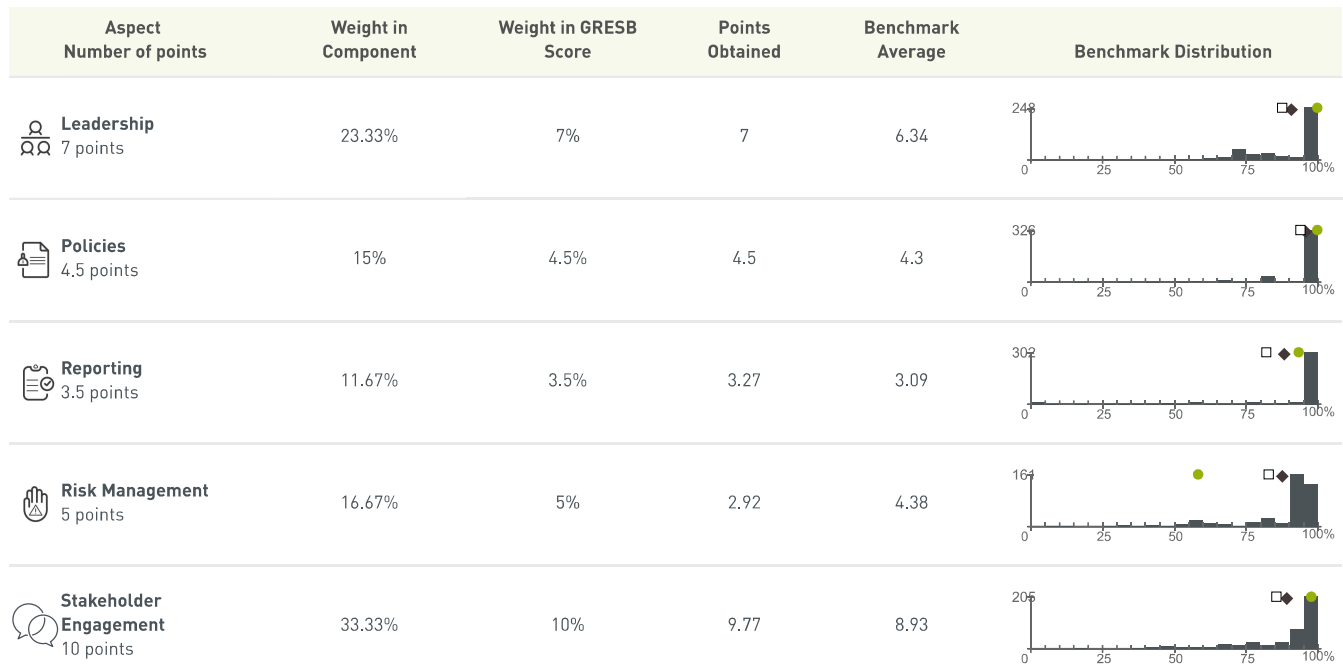 Aspect
Number of points
Weight in
Component
Weight in GRESB
Score
Points
Obtained
Benchmark
Average
Benchmark Distribution
Leadership
7 points
23.33%
7%
7
6.34
248
0 25 50 75 100%
Policies
4.5 points
15%
4.5%
4.5
4.3
0 25 50 75 100%
Reporting
3.5 points
11.67%
3.5%
3.27
3.09
302
0 25 50 75 100%
Risk Management
5 points
16.67%
5%
2.92
4.38
0 25 50 75 100%
Stakeholder
Engagement
10 points
33.33%
10%
9.77
8.93
205
0 25 50 75 100%